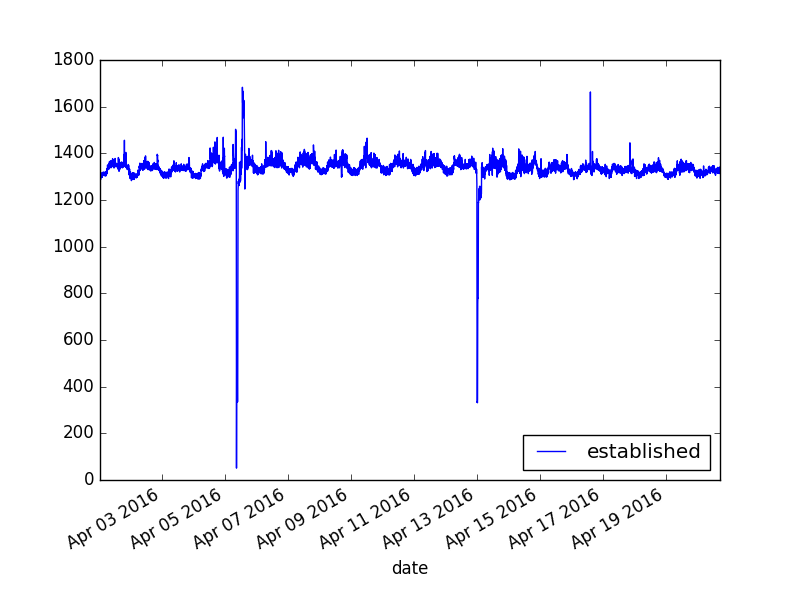 1800
1600
1400
1200
1000
800
600
400
200
0
established
Apr 03 2016
Apr 05 2016
Apr 07 2016
Apr 09 2016
Apr 11 2016
Apr 13 2016
Apr 15 2016
Apr 17 2016
Apr 19 2016
date